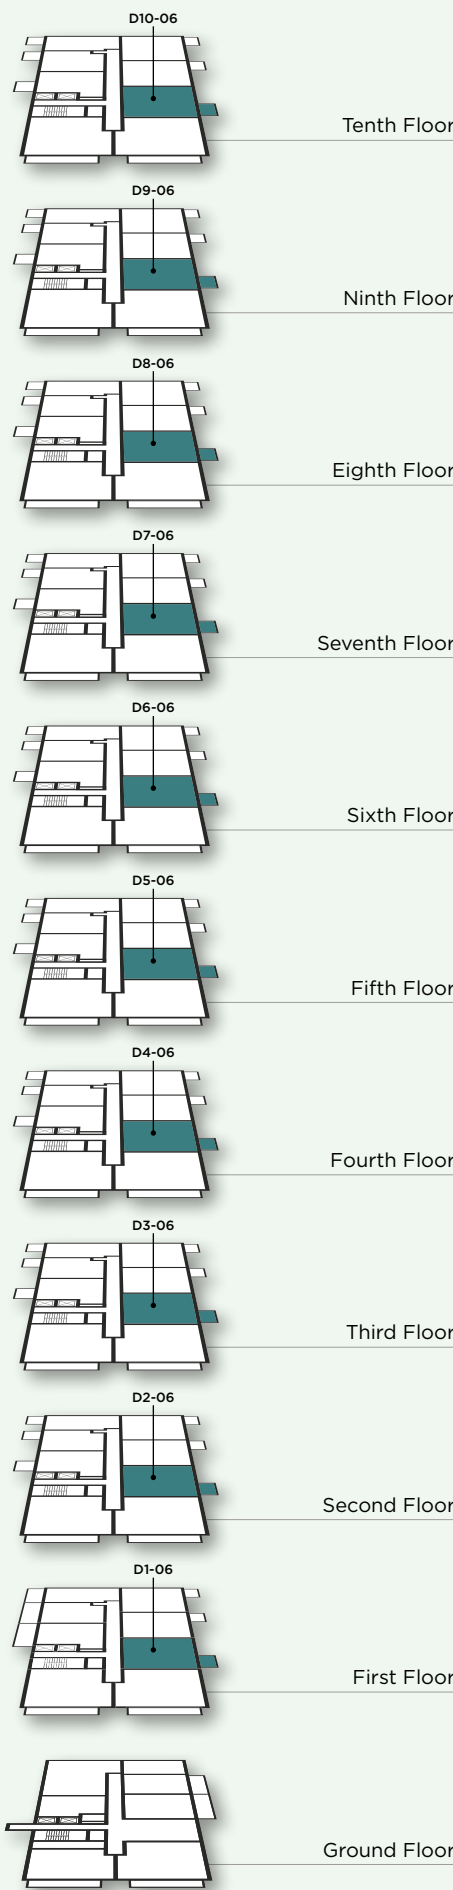 D10-06
Tenth Floor
D9-06
Ninth Floor
D8-06
Eighth Floor
D7-06
Seventh Floor
D6-06
Sixth Floor
D5-06
Fifth Floor
D4-06
Fourth Floor
D3-06
Third Floor
D2-06
Second Floor
D1-06
First Floor
Ground Floor